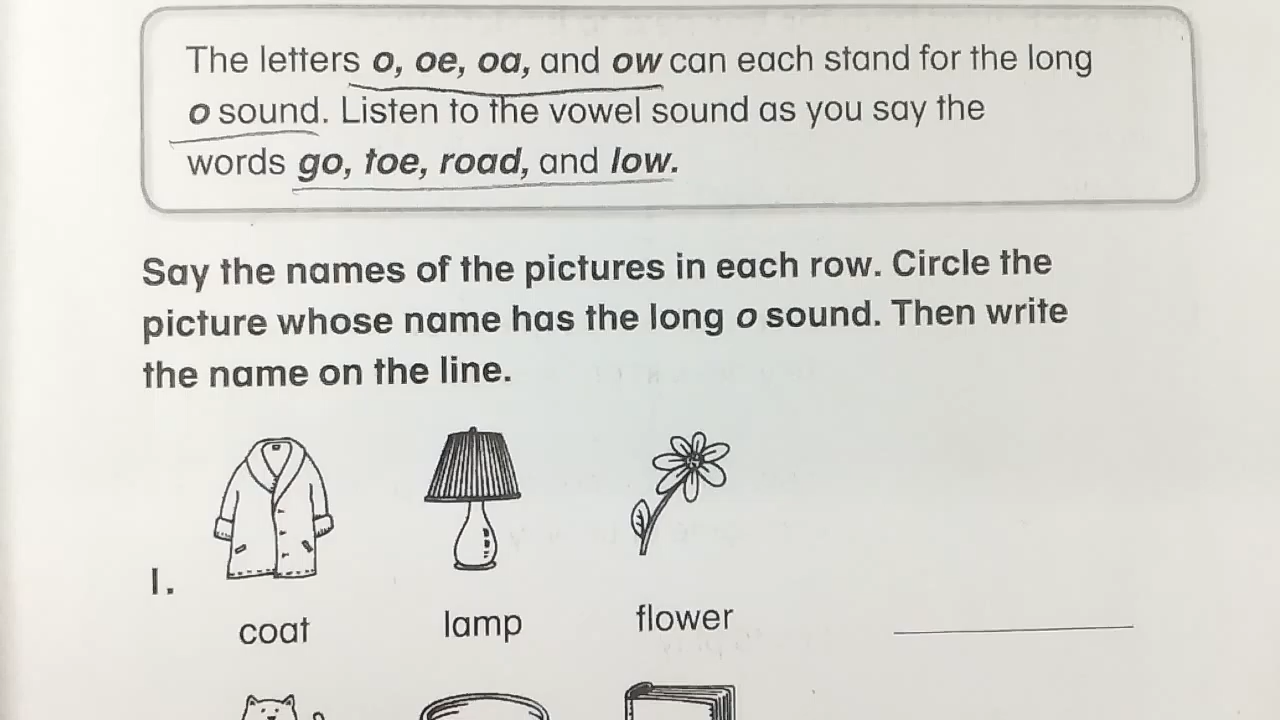 The letters o, oe, oa, and ow can each stand for the long
o sound. Listen to the vowel sound as you say the
words go, toe, road, and low.
Say the names of the pictures in each row. Circle the
picture whose name has the long o sound. Then write
the name on the line.
1.
coat lamp flower